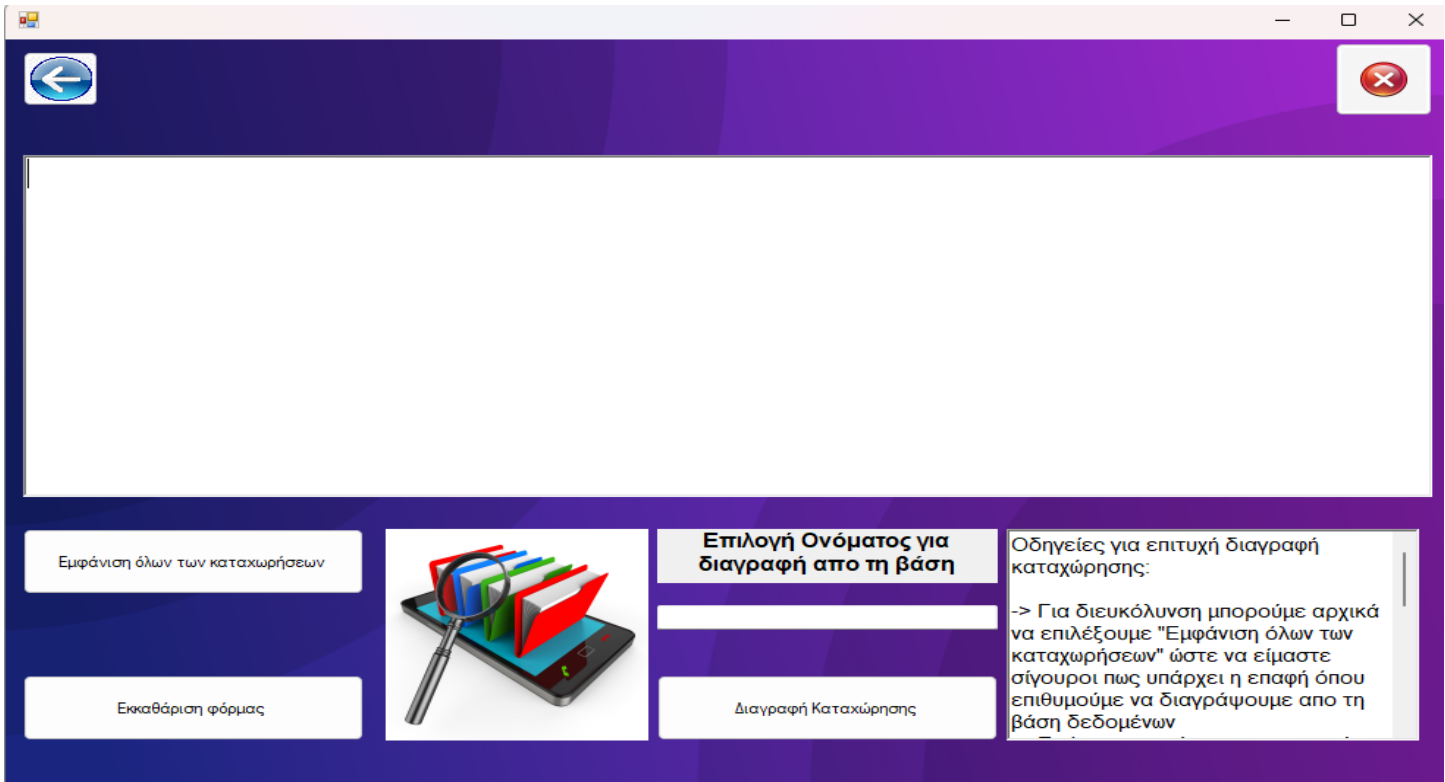 Εμφάνιση όλων των καταχωρήσεων
Εκκαθάριση φόρμας
Επιλογή Ονόματος για
διαγραφή απο τη βάση
Διαγραφή Καταχώρησης
Οδηγείες για επιτυχή διαγραφή
καταχώρησης:
-> Για διευκόλυνση μπορούμε αρχικά
να επιλέξουμε "Εμφάνιση όλων των
καταχωρήσεων" ώστε να είμαστε
σίγουροι πως υπάρχει η επαφή όπου
επιθυμούμε να διαγράψουμε απο τη
βάση δεδομένων